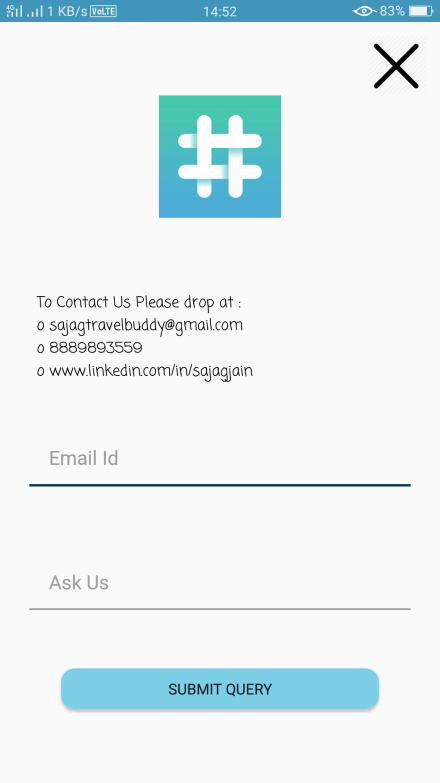 4G 1 KB/s VoLTE 14:52 83%
To Contact Us Please drop at :
o sajagtravelbuddy@gmail.com
o 8889893559
o www.linkedin.com/in/sajagjain
Email Id
Ask Us
SUBMIT QUERY